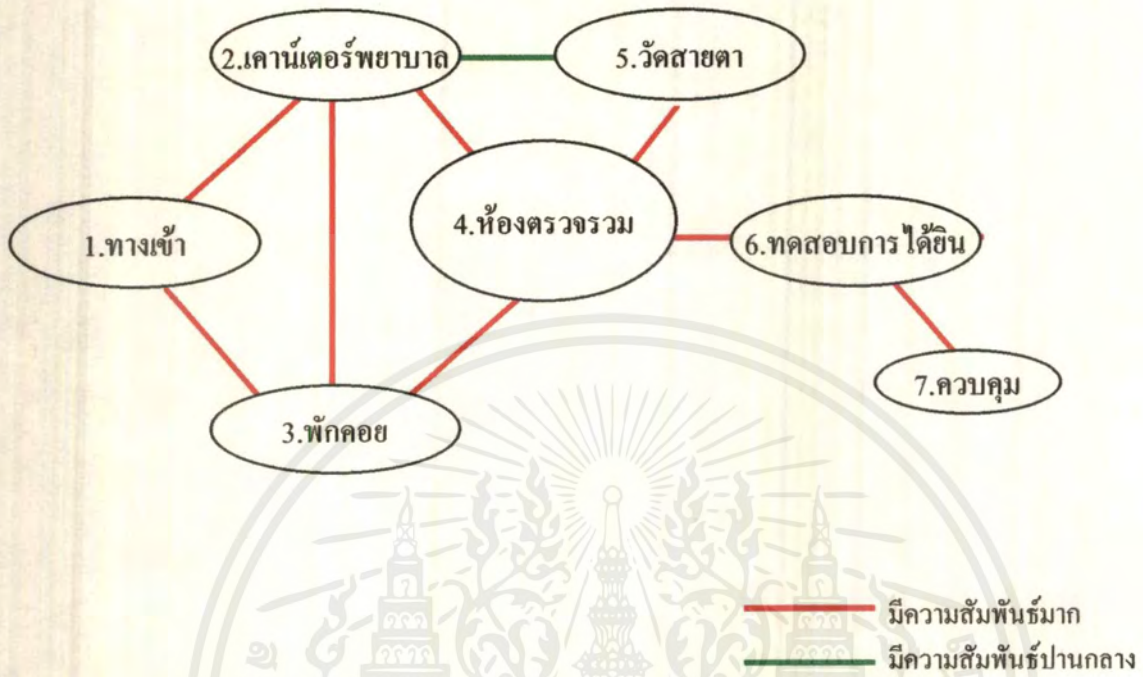 2.เคาน์เตอร์พยาบาล
5.วัดสายตา
4.ห้องตรวจรวม
1.ทางเข้า
6.ทดสอบการได้ยิน
7.ควบคุม
3.พักคอย
มีความสัมพันธ์มาก
มีความสัมพันธ์ปานกลาง